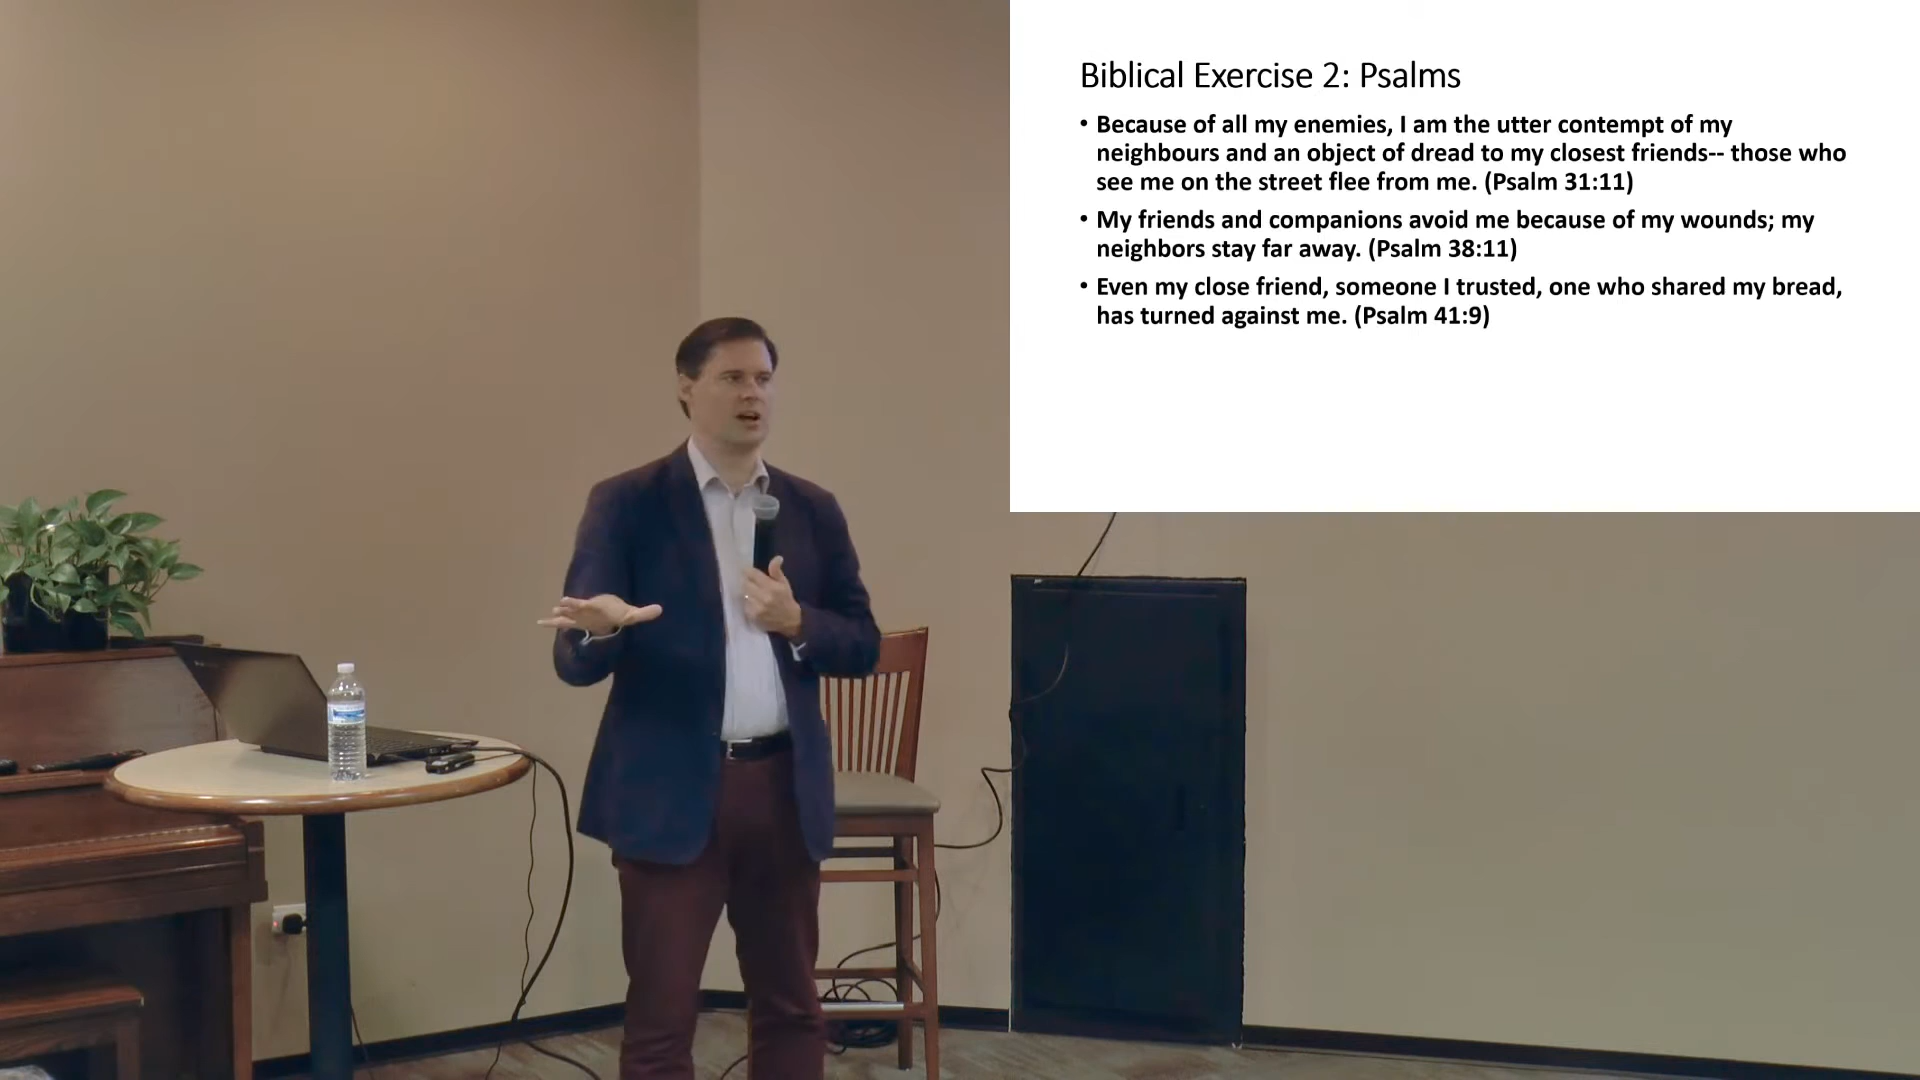 Biblical Exercise 2: Psalms
• Because of all my enemies, I am the utter contempt of my
neighbours and an object of dread to my closest friends-- those who
see me on the street flee from me. (Psalm 31:11)
• My friends and companions avoid me because of my wounds; my
neighbors stay far away. (Psalm 38:11)
• Even my close friend, someone I trusted, one who shared my bread,
has turned against me. (Psalm 41:9)